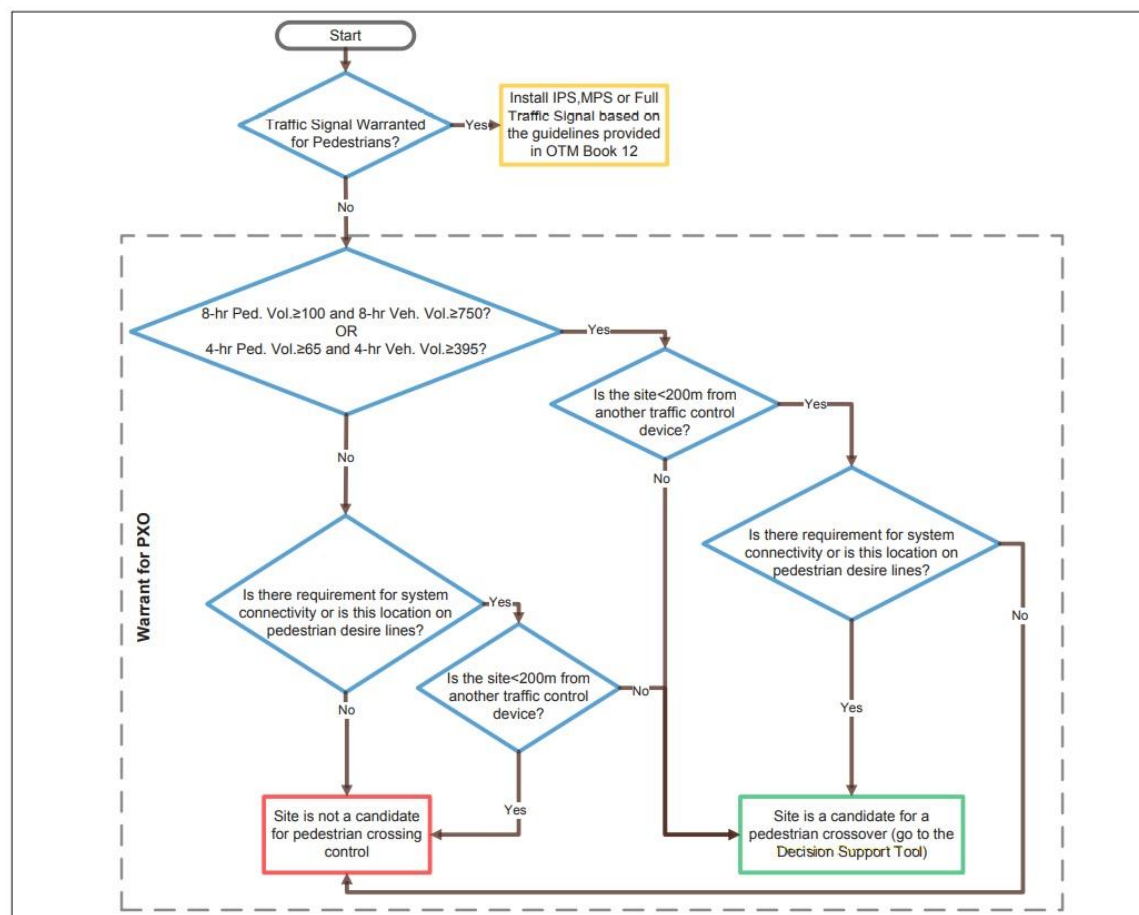 Start
Traffic Signal Warranted
for Pedestrians?
Yes
Install IPS,MPS or Full
Traffic Signal based on
the guidelines provided
in OTM Book 12
No
Warrant for PXO
8-hr Ped. Vol.≥100 and 8-hr Veh. Vol.≥750?
OR
4-hr Ped. Vol.≥65 and 4-hr Veh. Vol.≥395?
Yes
Is the site<200m from
another traffic control
device?
Yes
No
No
Is there requirement for system
connectivity or is this location on
pedestrian desire lines?
No
Yes
Is there requirement for system
connectivity or is this location on
pedestrian desire lines?
Yes
No
Is the site<200m from
another traffic control
device?
No
Yes
Site is not a candidate
for pedestrian crossing
control
Site is a candidate for a
pedestrian crossover (go to the
Decision Support Tool)